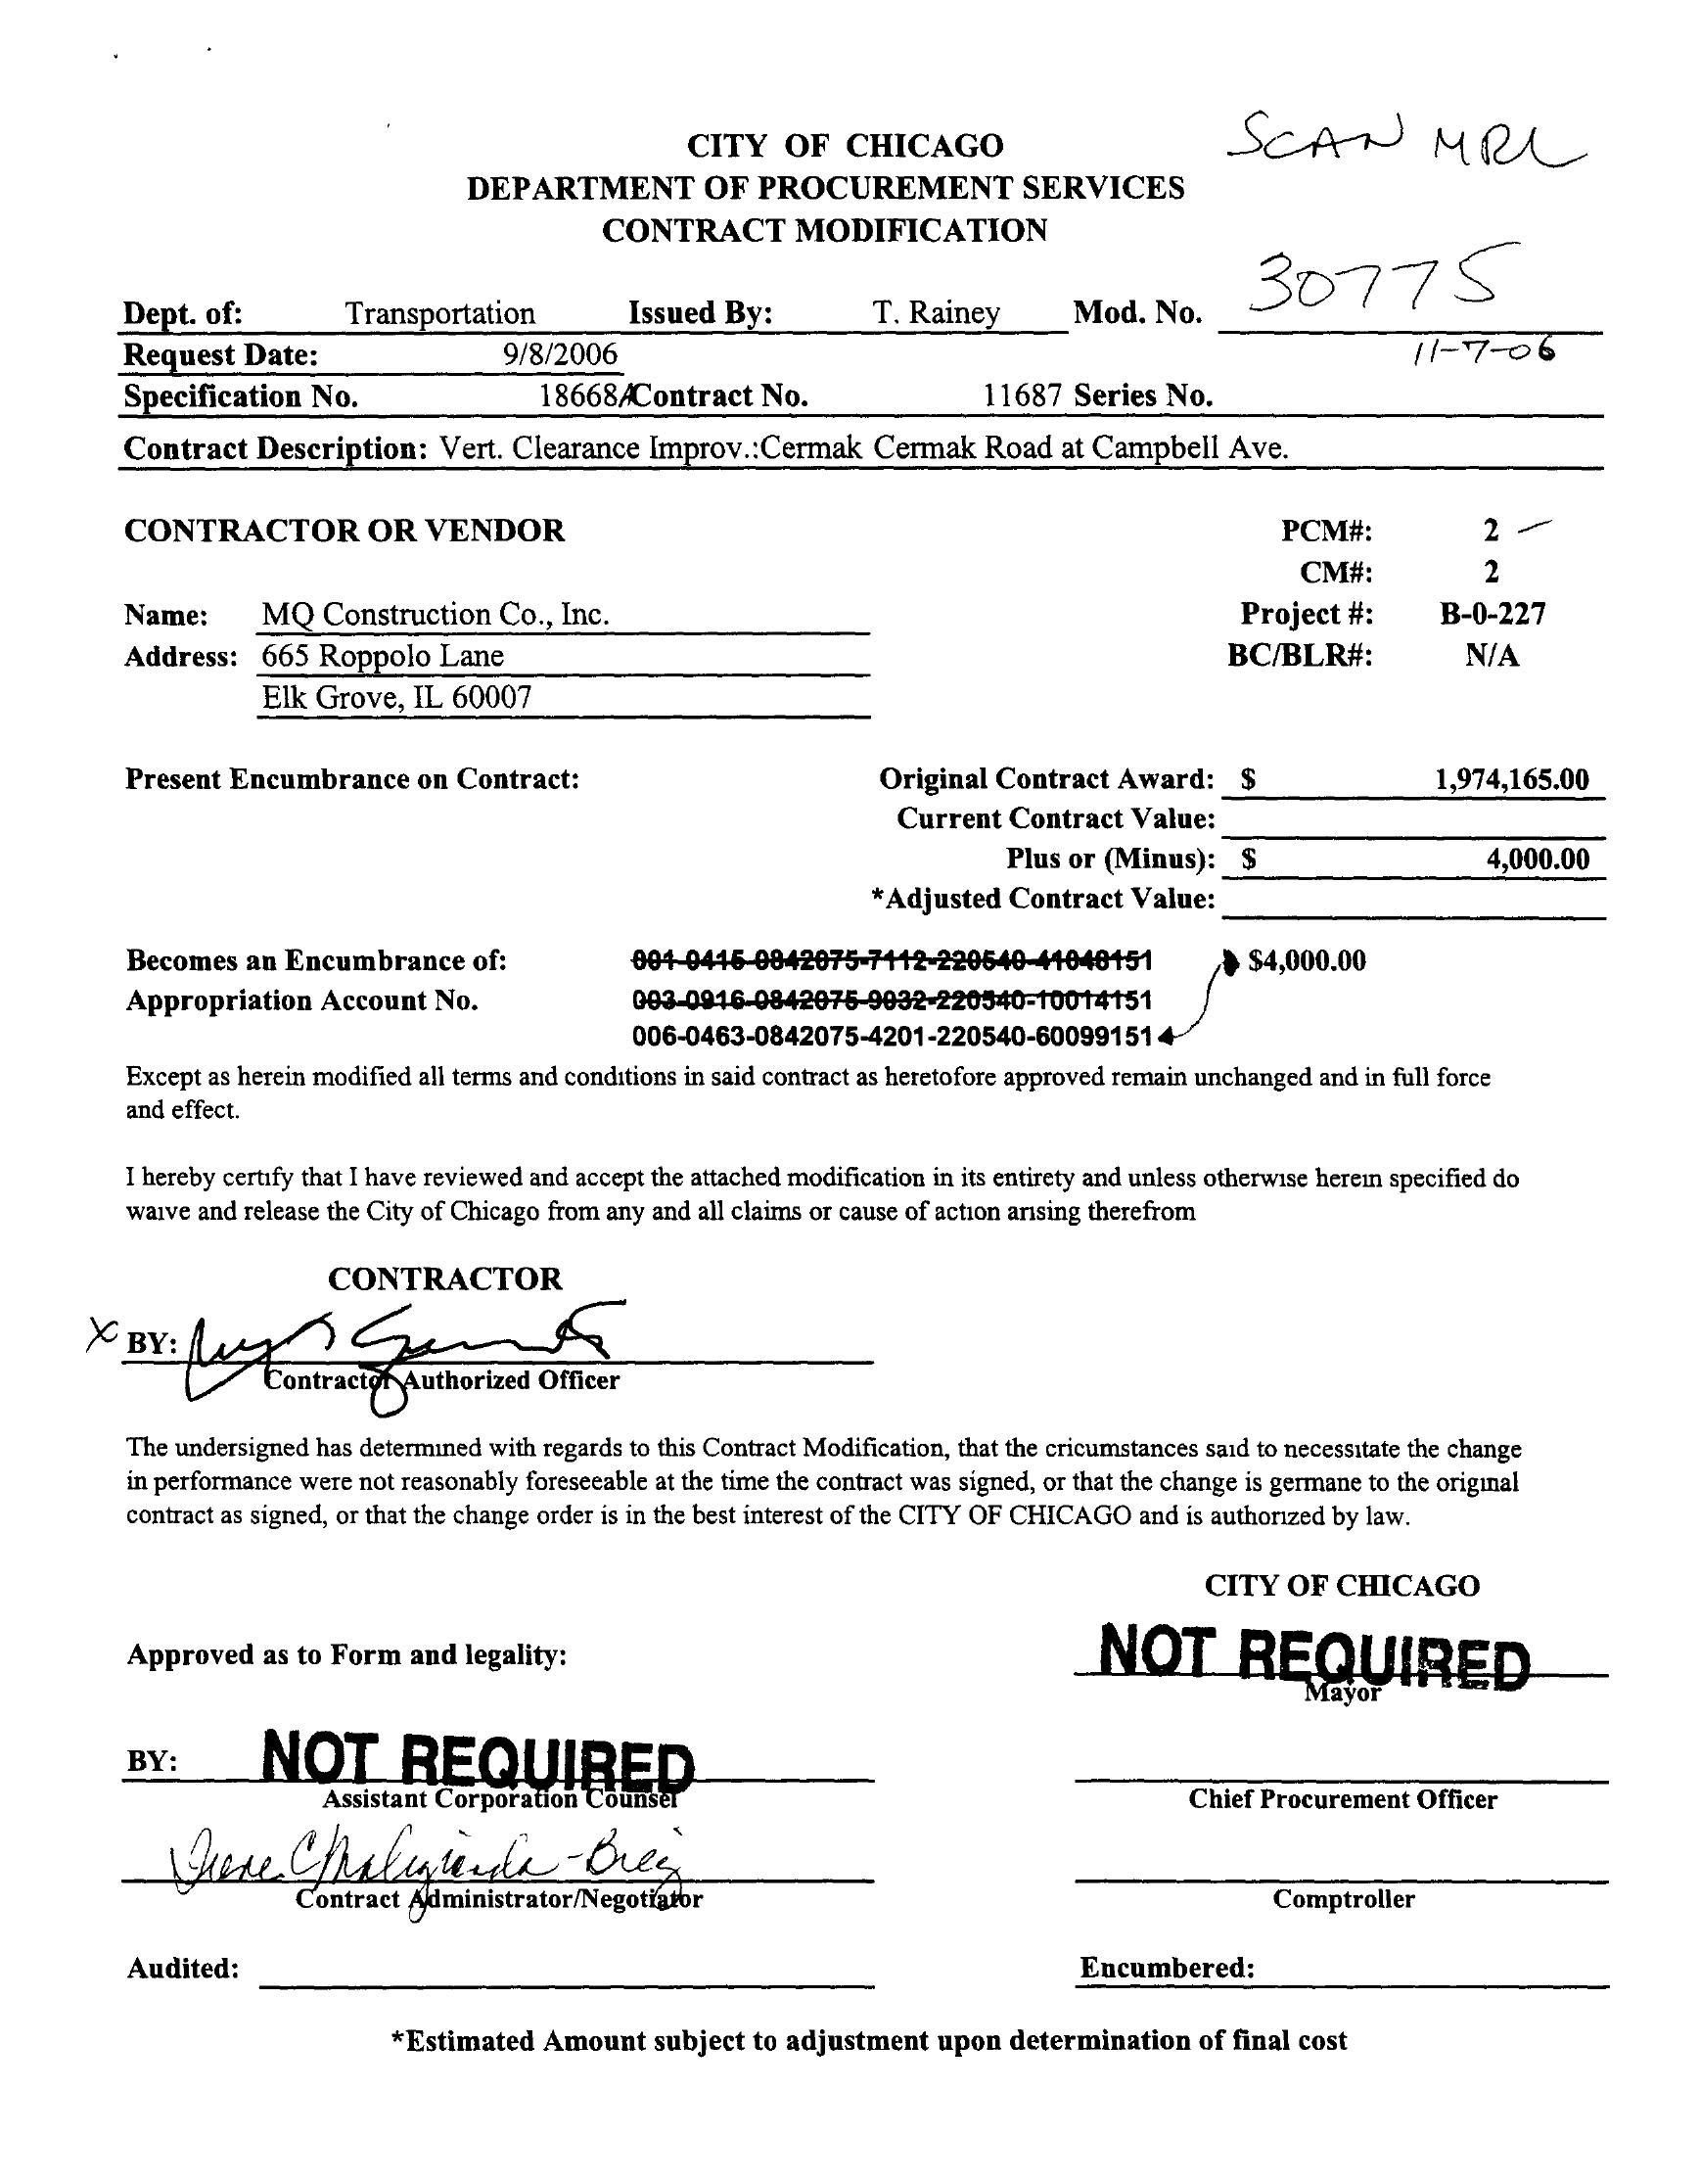 SCAN MRL
CITY OF CHICAGO
DEPARTMENT OF PROCUREMENT SERVICES
CONTRACT MODIFICATION
Dept. of: Transportation Issued By: T. Rainey Mod. No. 30775
Request Date: 9/8/2006 11-7-06
Specification No. 18668A Contract No. 11687 Series No.
Contract Description: Vert. Clearance Improv.:Cermak Cermak Road at Campbell Ave.
CONTRACTOR OR VENDOR PCM#: 2
CM#: 2
Name: MQ Construction Co., Inc. Project #: B-0-227
Address: 665 Roppolo Lane BC/BLR#: N/A
Elk Grove, IL 60007
Present Encumbrance on Contract: Original Contract Award: $ 1,974,165.00
Current Contract Value:
Plus or (Minus): $ 4,000.00
*Adjusted Contract Value:
Becomes an Encumbrance of: 001-0415-0842075-7112-220540-41048151 $4,000.00
Appropriation Account No. 003-0916-0842075-9032-220540-10014151
006-0463-0842075-4201-220540-60099151
Except as herein modified all terms and conditions in said contract as heretofore approved remain unchanged and in full force
and effect.
I hereby certify that I have reviewed and accept the attached modification in its entirety and unless otherwise herein specified do
waive and release the City of Chicago from any and all claims or cause of action arising therefrom
CONTRACTOR
X BY:
Contractor Authorized Officer
The undersigned has determined with regards to this Contract Modification, that the cricumstances said to necessitate the change
in performance were not reasonably foreseeable at the time the contract was signed, or that the change is germane to the original
contract as signed, or that the change order is in the best interest of the CITY OF CHICAGO and is authorized by law.
CITY OF CHICAGO
Approved as to Form and legality: NOT REQUIRED
Mayor
BY: NOT REQUIRED
Assistant Corporation Counsel Chief Procurement Officer
Contract Administrator/Negotiator Comptroller
Audited: Encumbered:
*Estimated Amount subject to adjustment upon determination of final cost